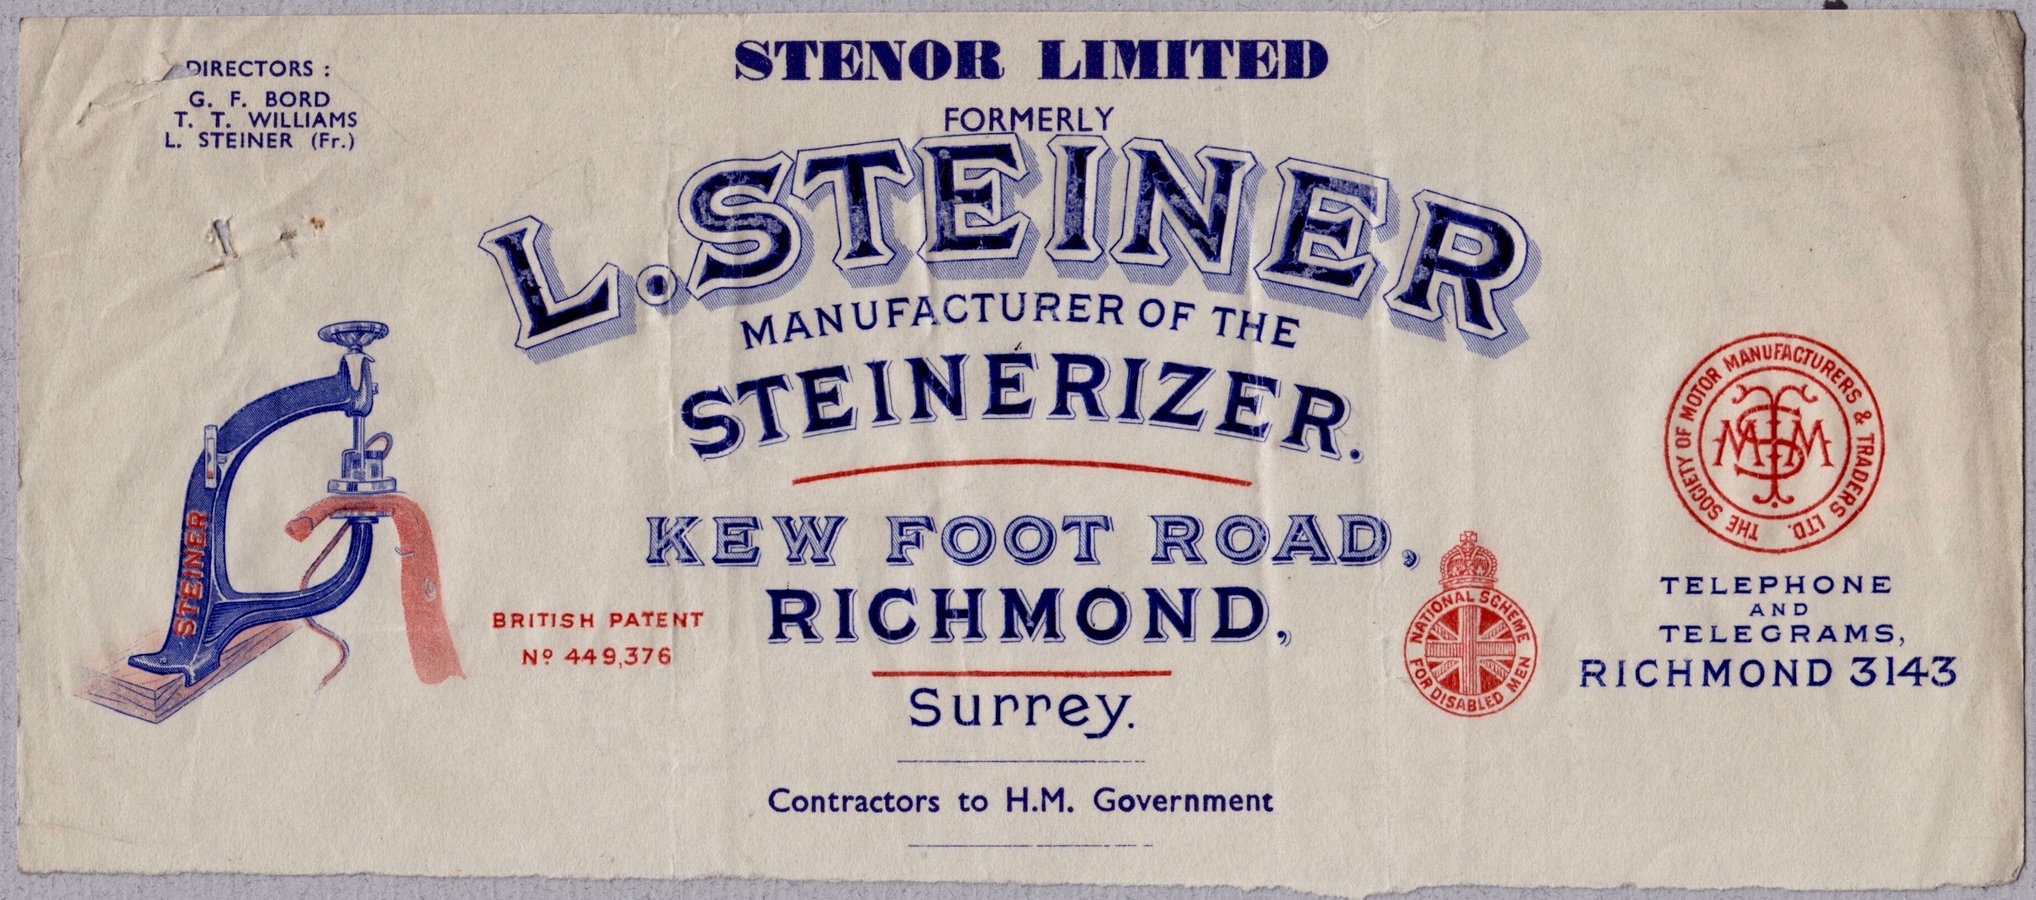 DIRECTORS :
G. F. BORD
T. T. WILLIAMS
L. STEINER (Fr.)
STENOR LIMITED
FORMERLY
L. STEINER
MANUFACTURER OF THE
STEINERIZER.
KEW FOOT ROAD,
RICHMOND,
Surrey.
Contractors to H.M. Government
STEINER
BRITISH PATENT
Nº 449,376
NATIONAL SCHEME
FOR DISABLED MEN
THE SOCIETY OF MOTOR MANUFACTURERS & TRADERS LTD.
SMMT
TELEPHONE
AND
TELEGRAMS,
RICHMOND 3143